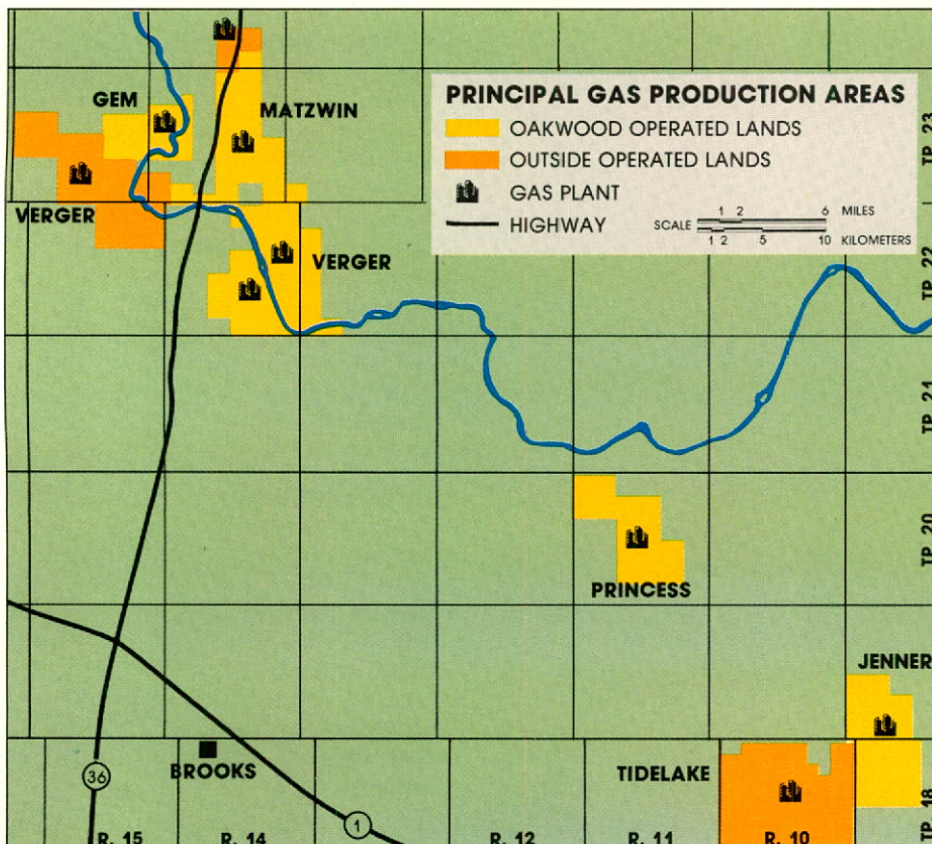 GEM
MATZWIN
VERGER
VERGER
PRINCIPAL GAS PRODUCTION AREAS
OAKWOOD OPERATED LANDS
OUTSIDE OPERATED LANDS
GAS PLANT
HIGHWAY
SCALE
1 2 6 MILES
1 2 5 10 KILOMETERS
TP. 23
TP. 22
TP. 21
TP. 20
PRINCESS
JENNER
TIDELAKE
BROOKS
36
1
TP. 18
R. 15
R. 14
R. 12
R. 11
R. 10